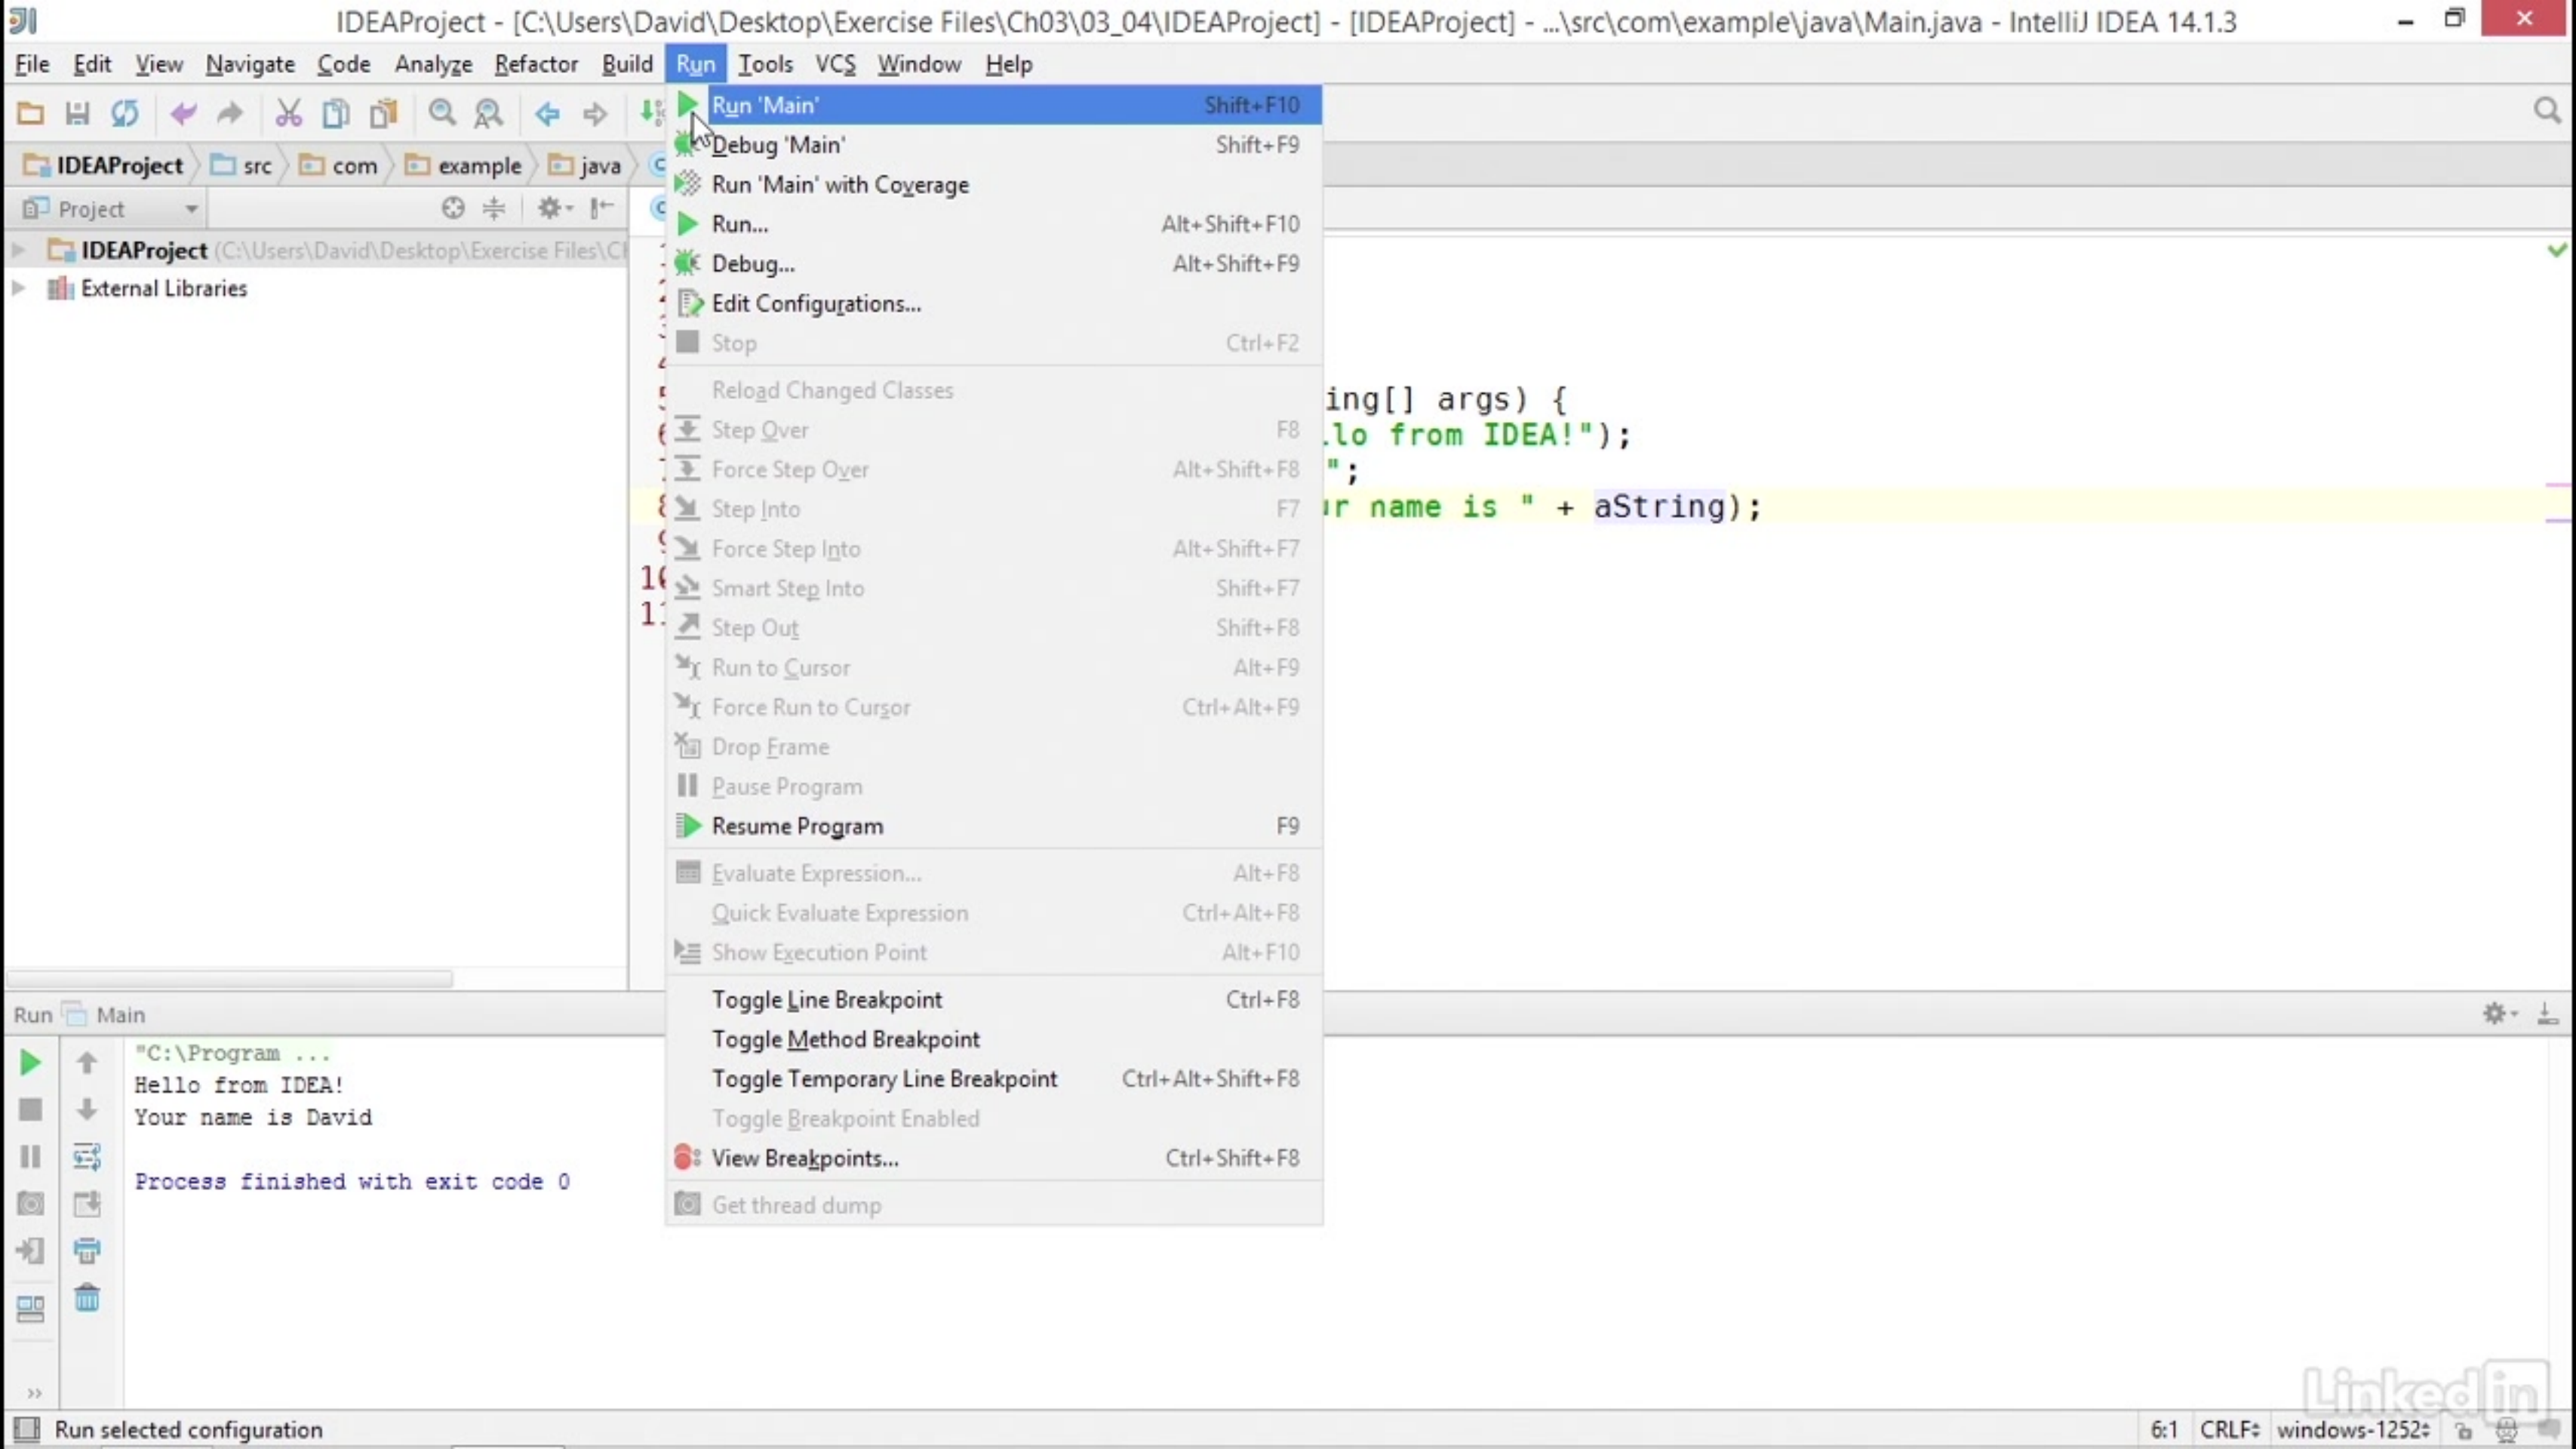 IDEAProject - [C:\Users\David\Desktop\Exercise Files\Ch03\03_04\IDEAProject] - [IDEAProject] - ...\src\com\example\java\Main.java - IntelliJ IDEA 14.1.3
File Edit View Navigate Code Analyze Refactor Build Run Tools VCS Window Help
IDEAProject src com example java
Project
IDEAProject (C:\Users\David\Desktop\Exercise Files\Ch
External Libraries
Run 'Main' Shift+F10
Debug 'Main' Shift+F9
Run 'Main' with Coverage
Run... Alt+Shift+F10
Debug... Alt+Shift+F9
Edit Configurations...
Stop Ctrl+F2
Reload Changed Classes
Step Over F8
Force Step Over Alt+Shift+F8
Step Into F7
Force Step Into Alt+Shift+F7
Smart Step Into Shift+F7
Step Out Shift+F8
Run to Cursor Alt+F9
Force Run to Cursor Ctrl+Alt+F9
Drop Frame
Pause Program
Resume Program F9
Evaluate Expression... Alt+F8
Quick Evaluate Expression Ctrl+Alt+F8
Show Execution Point Alt+F10
Toggle Line Breakpoint Ctrl+F8
Toggle Method Breakpoint
Toggle Temporary Line Breakpoint Ctrl+Alt+Shift+F8
Toggle Breakpoint Enabled
View Breakpoints... Ctrl+Shift+F8
Get thread dump
ing[] args) {
lo from IDEA!");
";
r name is " + aString);
Run Main
"C:\Program ...
Hello from IDEA!
Your name is David
Process finished with exit code 0
Linked in
Run selected configuration 6:1 CRLF windows-1252